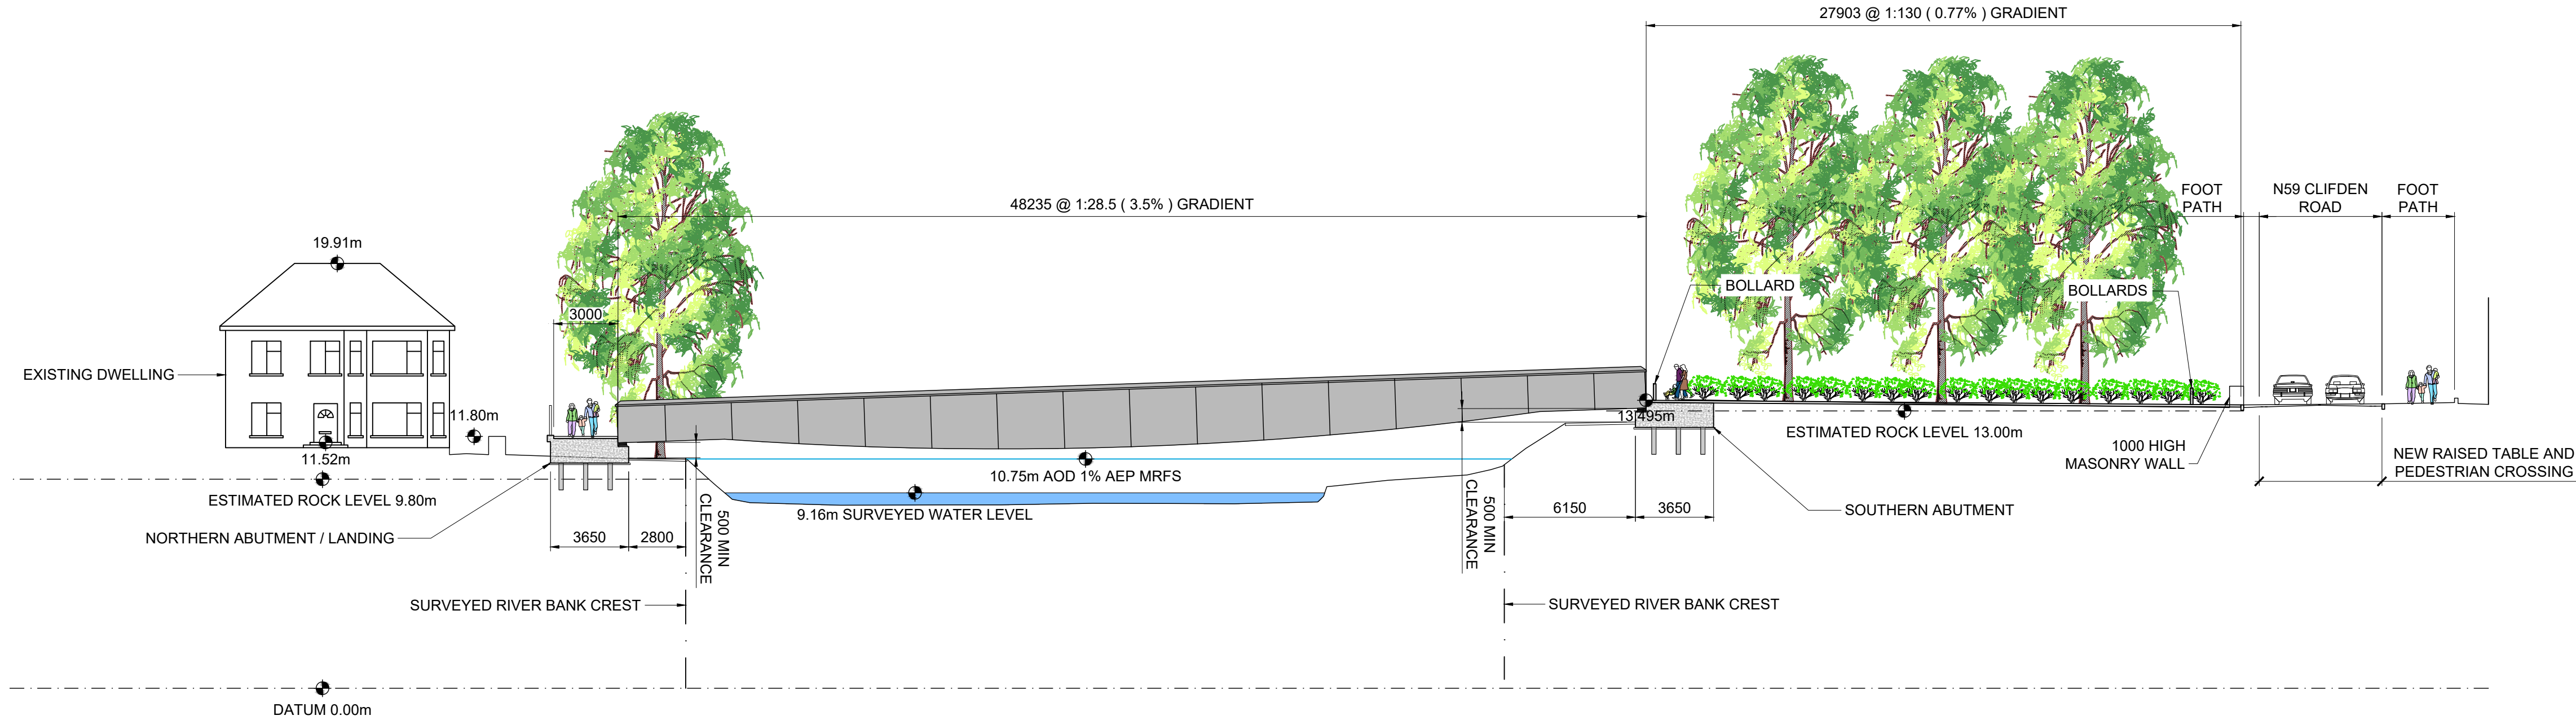 27903 @ 1:130 ( 0.77% ) GRADIENT
48235 @ 1:28.5 ( 3.5% ) GRADIENT
FOOT
PATH
N59 CLIFDEN
ROAD
FOOT
PATH
19.91m
BOLLARD
BOLLARDS
3000
EXISTING DWELLING
11.80m
13.495m
11.52m
ESTIMATED ROCK LEVEL 13.00m
1000 HIGH
MASONRY WALL
NEW RAISED TABLE AND
PEDESTRIAN CROSSING
10.75m AOD 1% AEP MRFS
ESTIMATED ROCK LEVEL 9.80m
9.16m SURVEYED WATER LEVEL
500 MIN
CLEARANCE
500 MIN
CLEARANCE
6150
3650
SOUTHERN ABUTMENT
NORTHERN ABUTMENT / LANDING
3650
2800
SURVEYED RIVER BANK CREST
SURVEYED RIVER BANK CREST
DATUM 0.00m